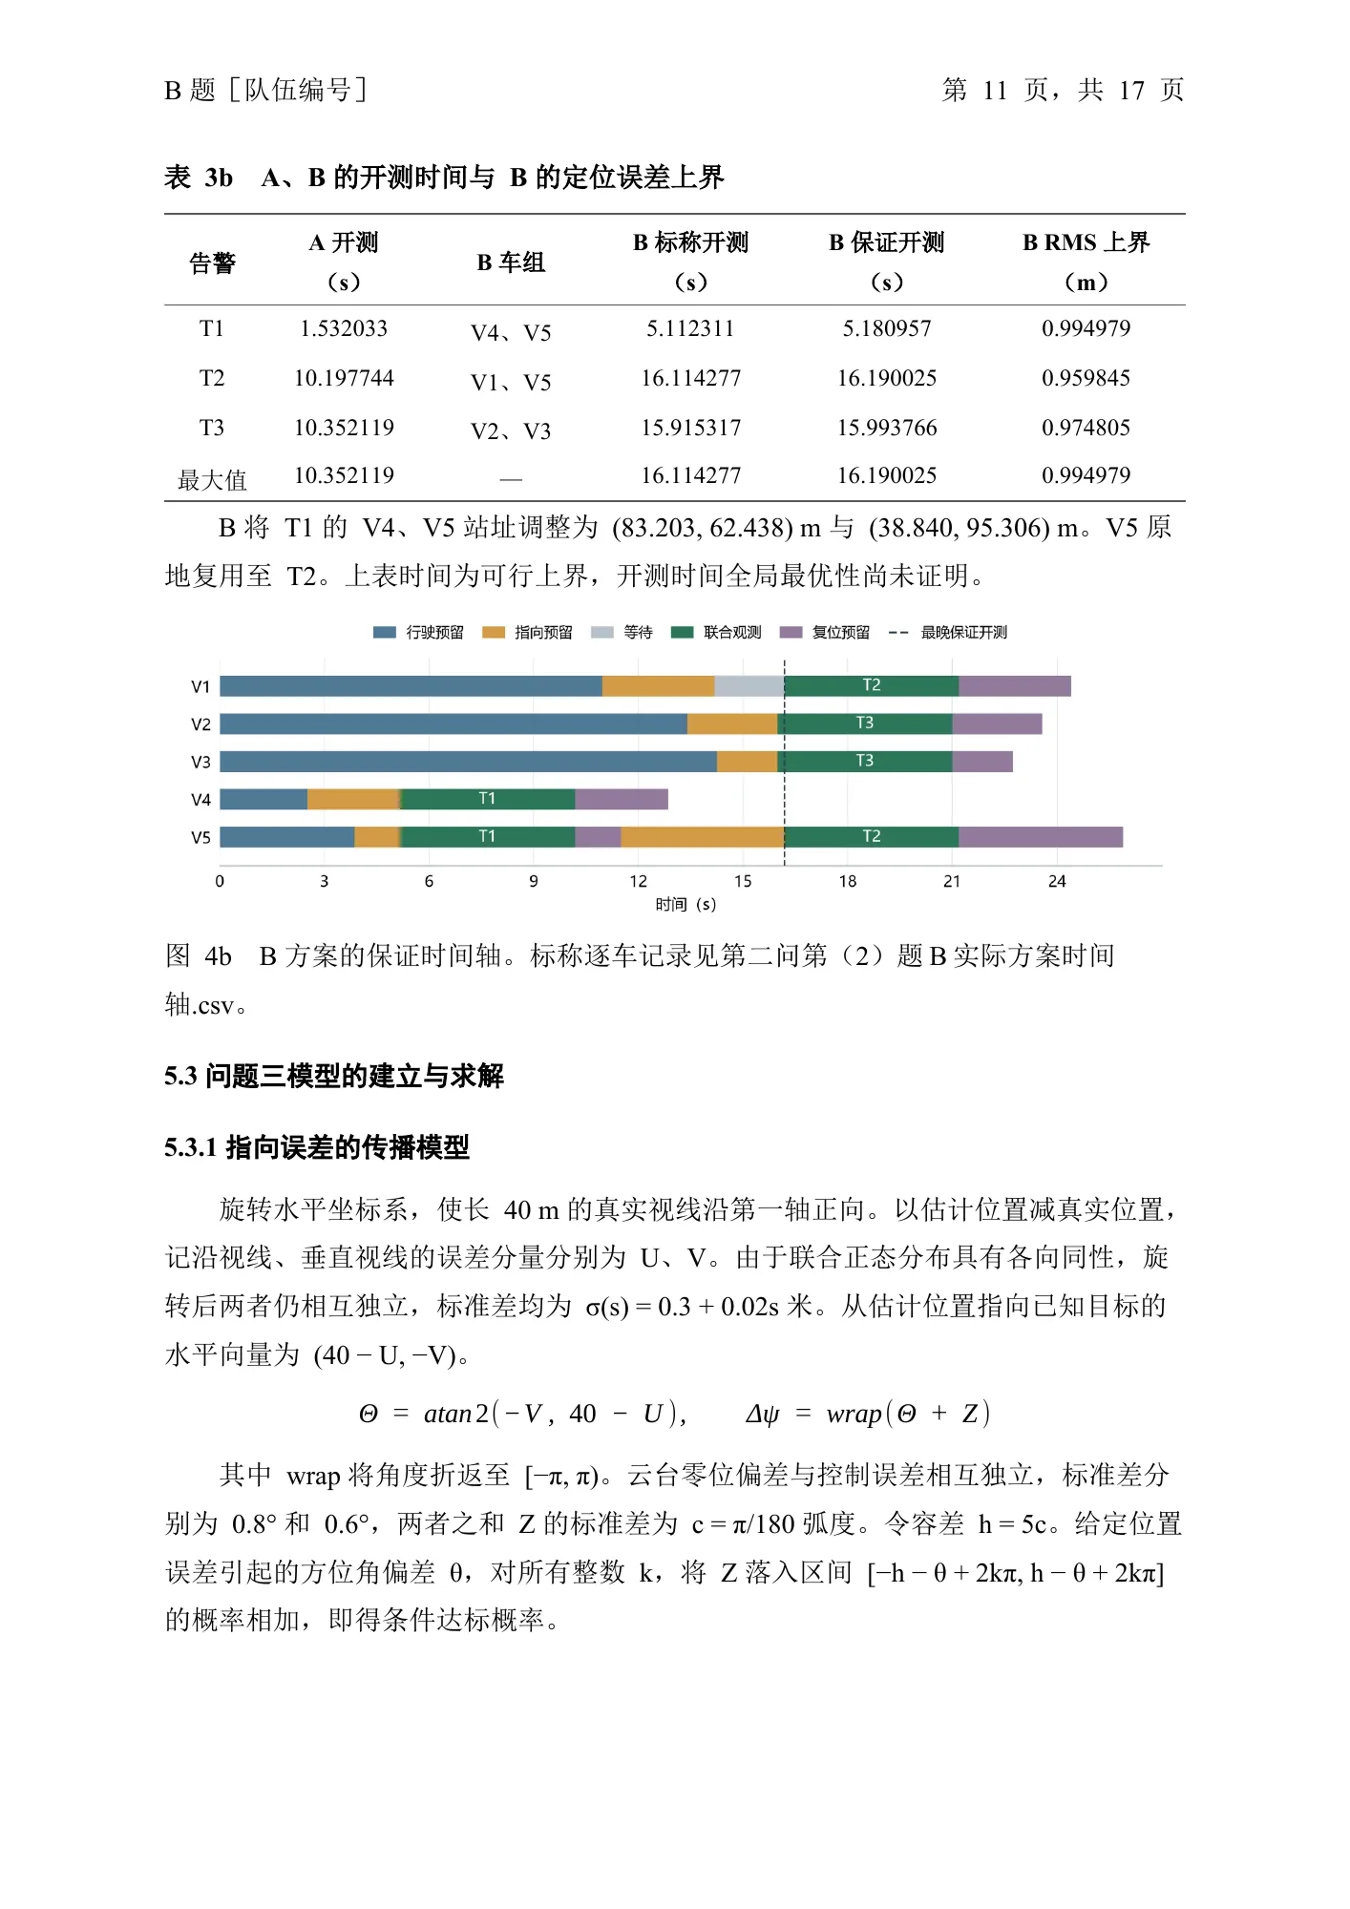 B 题［队伍编号］ 第 11 页，共 17 页
表 3b A、B 的开测时间与 B 的定位误差上界
告警 A 开测（s） B 车组 B 标称开测（s） B 保证开测（s） B RMS 上界（m）
T1 1.532033 V4、V5 5.112311 5.180957 0.994979
T2 10.197744 V1、V5 16.114277 16.190025 0.959845
T3 10.352119 V2、V3 15.915317 15.993766 0.974805
最大值 10.352119 — 16.114277 16.190025 0.994979
B 将 T1 的 V4、V5 站址调整为 (83.203, 62.438) m 与 (38.840, 95.306) m。V5 原
地复用至 T2。上表时间为可行上界，开测时间全局最优性尚未证明。
行驶预留 指向预留 等待 联合观测 复位预留 最晚保证开测
V1 T2
V2 T3
V3 T3
V4 T1
V5 T1 T2
0 3 6 9 12 15 18 21 24
时间（s）
图 4b B 方案的保证时间轴。标称逐车记录见第二问第（2）题 B 实际方案时间
轴.csv。
5.3 问题三模型的建立与求解
5.3.1 指向误差的传播模型
旋转水平坐标系，使长 40 m 的真实视线沿第一轴正向。以估计位置减真实位置，
记沿视线、垂直视线的误差分量分别为 U、V。由于联合正态分布具有各向同性，旋
转后两者仍相互独立，标准差均为 σ(s) = 0.3 + 0.02s 米。从估计位置指向已知目标的
水平向量为 (40 − U, −V)。
Θ = atan2(−V, 40 − U), Δψ = wrap(Θ + Z)
其中 wrap 将角度折返至 [−π, π)。云台零位偏差与控制误差相互独立，标准差分
别为 0.8° 和 0.6°，两者之和 Z 的标准差为 c = π/180 弧度。令容差 h = 5c。给定位置
误差引起的方位角偏差 θ，对所有整数 k，将 Z 落入区间 [−h − θ + 2kπ, h − θ + 2kπ]
的概率相加，即得条件达标概率。